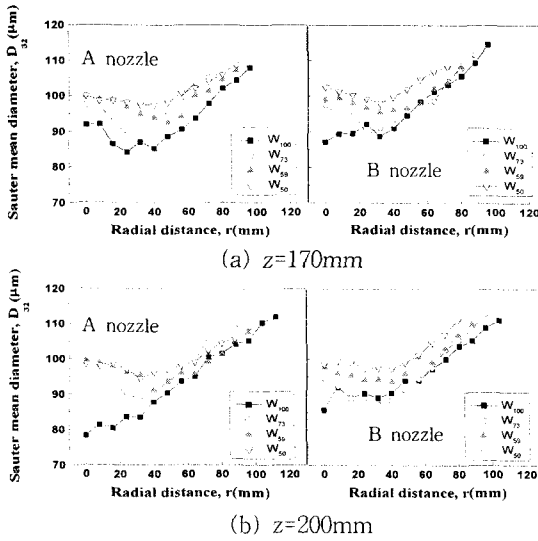 Sauter mean diameter, D₃₂ (μm)
130
120
110
100
90
80
70
A nozzle
W₁₀₀
W₇₃
W₅₉
W₅₀
0 20 40 60 80 100 120
Radial distance, r(mm)
B nozzle
W₁₀₀
W₇₃
W₅₉
W₅₀
0 20 40 60 80 100 120
Radial distance, r(mm)
(a) z=170mm
Sauter mean diameter, D₃₂ (μm)
120
110
100
90
80
70
A nozzle
W₁₀₀
W₇₃
W₅₉
W₅₀
0 20 40 60 80 100 120
Radial distance, r(mm)
B nozzle
W₁₀₀
W₇₃
W₅₉
W₅₀
0 20 40 60 80 100 120
Radial distance, r(mm)
(b) z=200mm